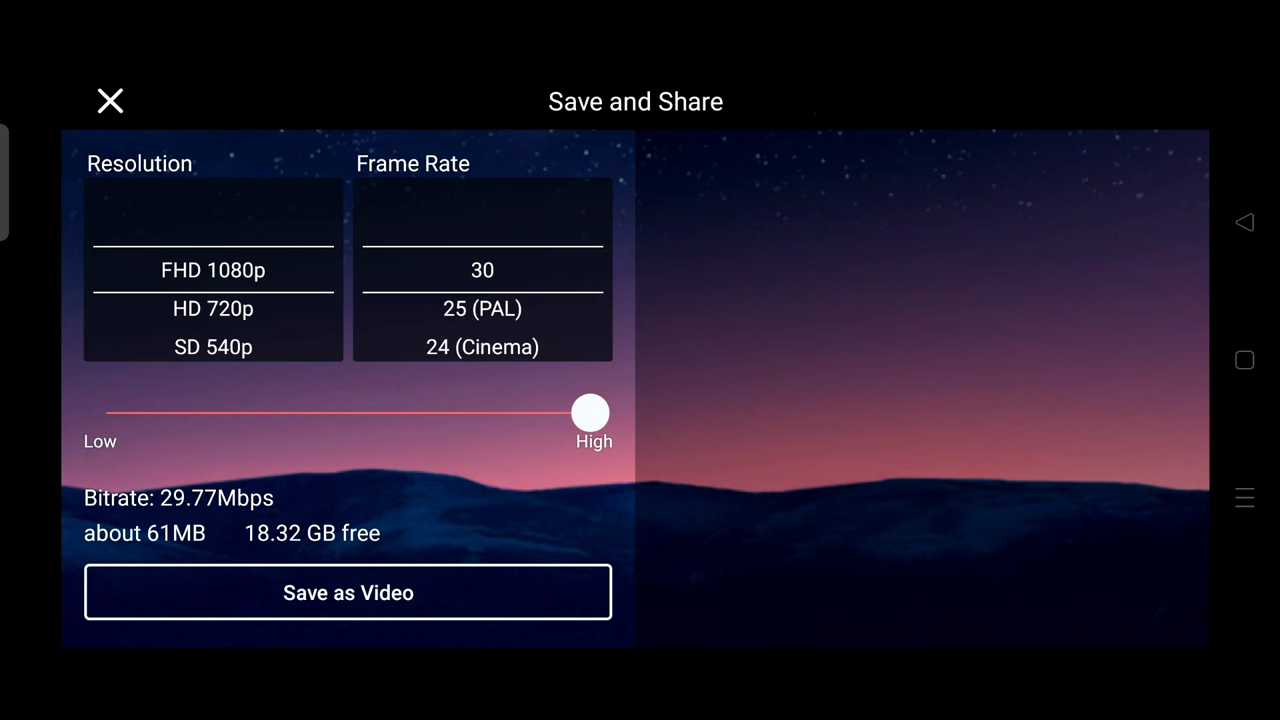 Save and Share
Resolution
Frame Rate
FHD 1080p
HD 720p
SD 540p
30
25 (PAL)
24 (Cinema)
Low
High
Bitrate: 29.77Mbps
about 61MB 18.32 GB free
Save as Video